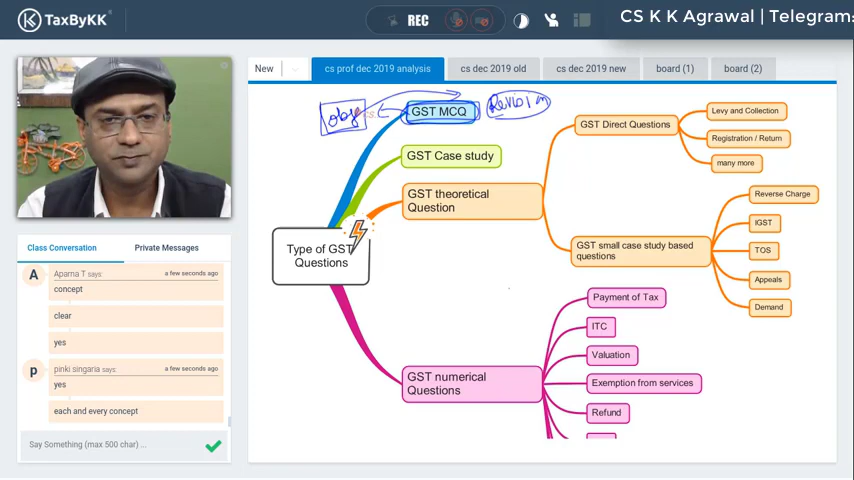 TaxByKK
REC
CS K K Agrawal | Telegram:
New
cs prof dec 2019 analysis
cs dec 2019 old
cs dec 2019 new
board (1)
board (2)
obj
GST MCQ
Revision
GST Case study
GST theoretical
Question
Type of GST
Questions
GST numerical
Questions
GST Direct Questions
Levy and Collection
Registration / Return
many more
GST small case study based
questions
Reverse Charge
IGST
TOS
Appeals
Demand
Payment of Tax
ITC
Valuation
Exemption from services
Refund
Class Conversation
Private Messages
A
Aparna T says
a few seconds ago
concept
clear
yes
p
pinki singaria says
a few seconds ago
yes
each and every concept
Say Something (max 500 char) ...